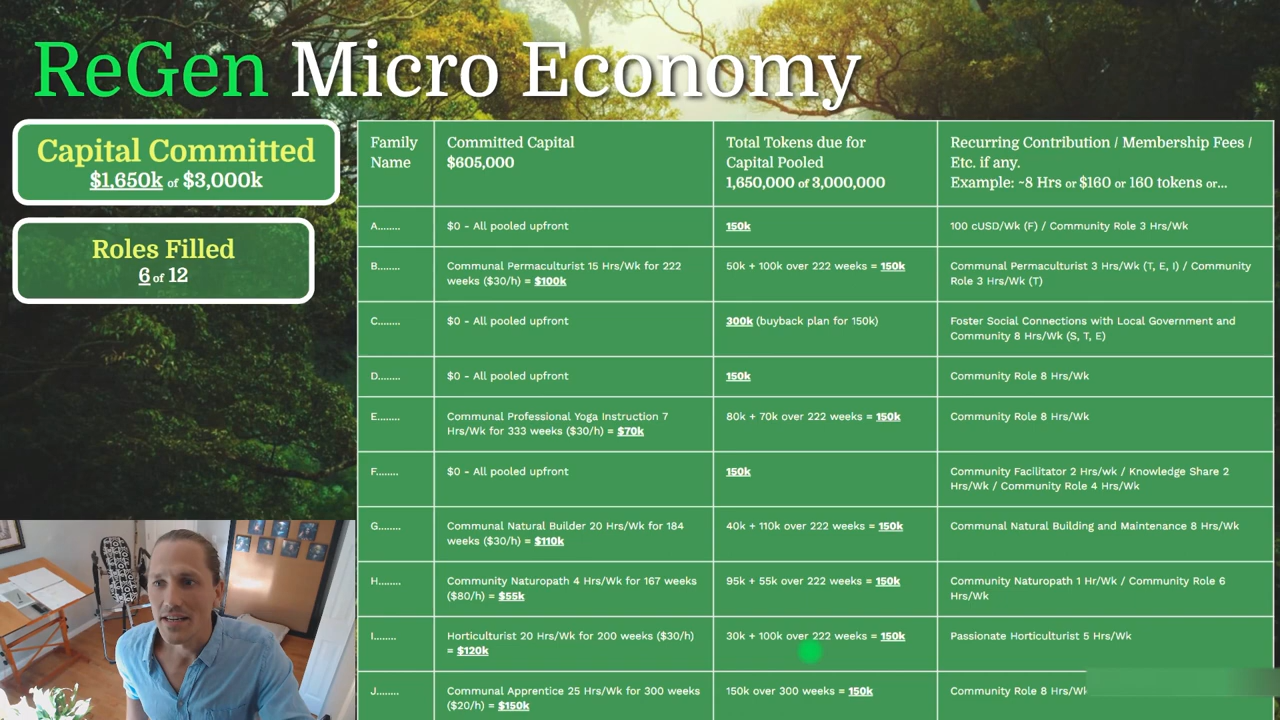 ReGen Micro Economy
Capital Committed
$1,650k of $3,000k
Roles Filled
6 of 12
Family
Name
Committed Capital
$605,000
Total Tokens due for
Capital Pooled
1,650,000 of 3,000,000
Recurring Contribution / Membership Fees /
Etc. if any.
Example: ~8 Hrs or $160 or 160 tokens or...
A........
$0 - All pooled upfront
150k
100 cUSD/Wk (F) / Community Role 3 Hrs/Wk
B........
Communal Permaculturist 15 Hrs/Wk for 222
weeks ($30/h) = $100k
50k + 100k over 222 weeks = 150k
Communal Permaculturist 3 Hrs/Wk (T, E, I) / Community
Role 3 Hrs/Wk (T)
C........
$0 - All pooled upfront
300k (buyback plan for 150k)
Foster Social Connections with Local Government and
Community 8 Hrs/Wk (S, T, E)
D........
$0 - All pooled upfront
150k
Community Role 8 Hrs/Wk
E........
Communal Professional Yoga Instruction 7
Hrs/Wk for 333 weeks ($30/h) = $70k
80k + 70k over 222 weeks = 150k
Community Role 8 Hrs/Wk
F........
$0 - All pooled upfront
150k
Community Facilitator 2 Hrs/wk / Knowledge Share 2
Hrs/Wk / Community Role 4 Hrs/Wk
G........
Communal Natural Builder 20 Hrs/Wk for 184
weeks ($30/h) = $110k
40k + 110k over 222 weeks = 150k
Communal Natural Building and Maintenance 8 Hrs/Wk
H........
Community Naturopath 4 Hrs/Wk for 167 weeks
($80/h) = $55k
95k + 55k over 222 weeks = 150k
Community Naturopath 1 Hr/Wk / Community Role 6
Hrs/Wk
I........
Horticulturist 20 Hrs/Wk for 200 weeks ($30/h)
= $120k
30k + 100k over 222 weeks = 150k
Passionate Horticulturist 5 Hrs/Wk
J........
Communal Apprentice 25 Hrs/Wk for 300 weeks
($20/h) = $150k
150k over 300 weeks = 150k
Community Role 8 Hrs/Wk